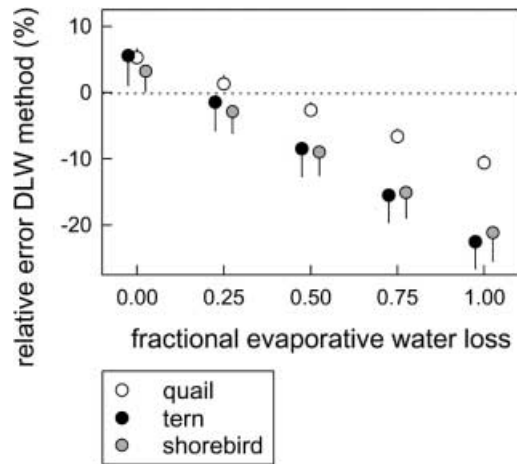 relative error DLW method (%)
10
0
-10
-20
0.00 0.25 0.50 0.75 1.00
fractional evaporative water loss
quail
tern
shorebird